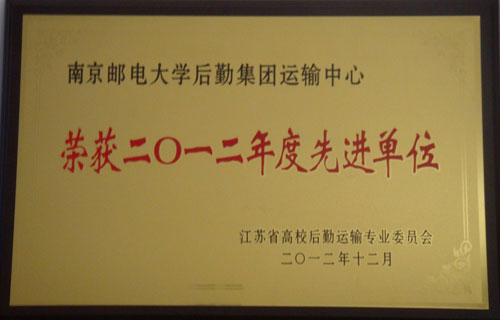 南京邮电大学后勤集团运输中心
荣获二〇一二年度先进单位
江苏省高校后勤运输专业委员会
二〇一二年十二月